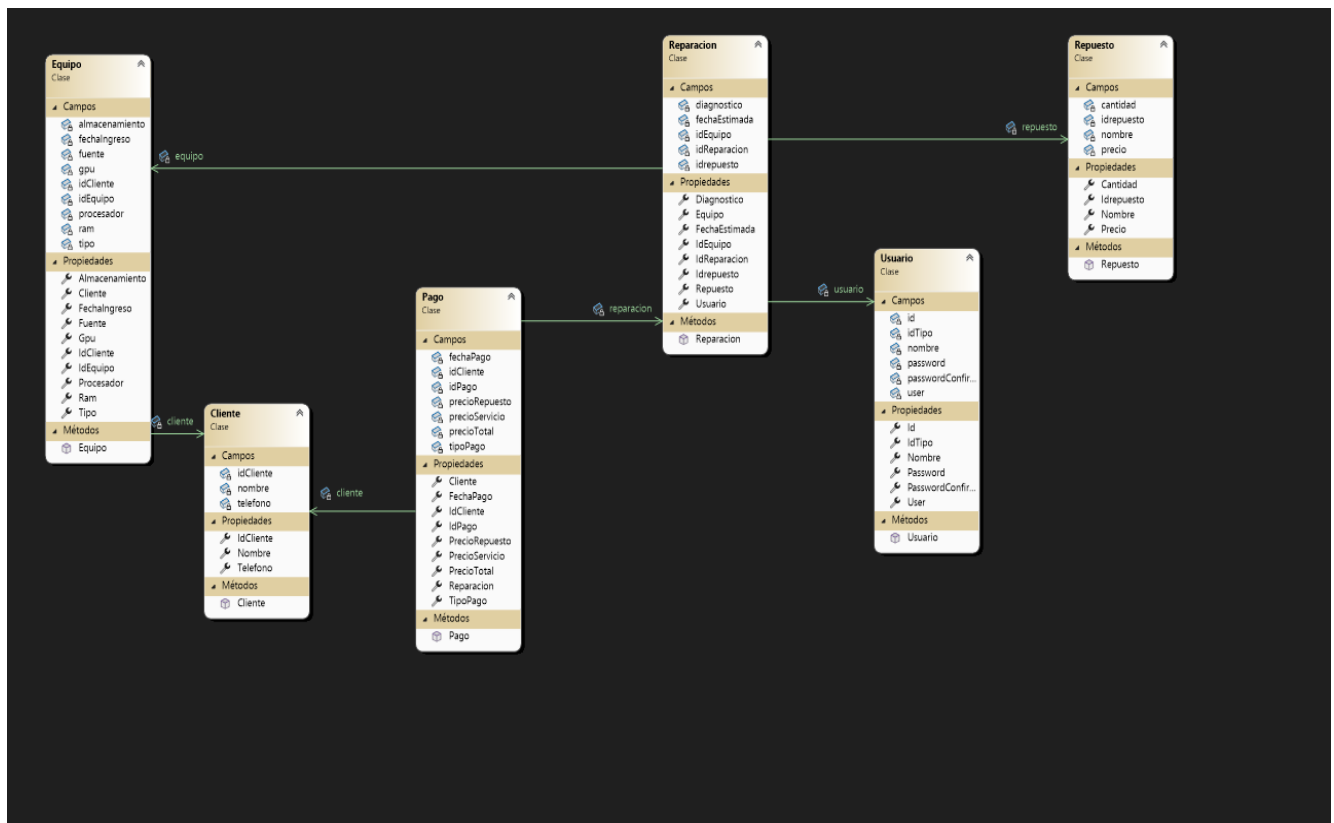 Equipo
Clase
Campos
almacenamiento
fechaIngreso
fuente
gpu
idCliente
idEquipo
procesador
ram
tipo
Propiedades
Almacenamiento
Cliente
FechaIngreso
Fuente
Gpu
IdCliente
IdEquipo
Procesador
Ram
Tipo
Métodos
Equipo
equipo
cliente
Cliente
Clase
Campos
idCliente
nombre
telefono
Propiedades
IdCliente
Nombre
Telefono
Métodos
Cliente
cliente
Pago
Clase
Campos
fechaPago
idCliente
idPago
precioRepuesto
precioServicio
precioTotal
tipoPago
Propiedades
Cliente
FechaPago
IdCliente
IdPago
PrecioRepuesto
PrecioServicio
PrecioTotal
Reparacion
TipoPago
Métodos
Pago
reparacion
Reparacion
Clase
Campos
diagnostico
fechaEstimada
idEquipo
idReparacion
idrepuesto
Propiedades
Diagnostico
Equipo
FechaEstimada
IdEquipo
IdReparacion
Idrepuesto
Repuesto
Usuario
Métodos
Reparacion
usuario
Usuario
Clase
Campos
id
idTipo
nombre
password
passwordConfir...
user
Propiedades
Id
IdTipo
Nombre
Password
PasswordConfir...
User
Métodos
Usuario
repuesto
Repuesto
Clase
Campos
cantidad
idrepuesto
nombre
precio
Propiedades
Cantidad
Idrepuesto
Nombre
Precio
Métodos
Repuesto